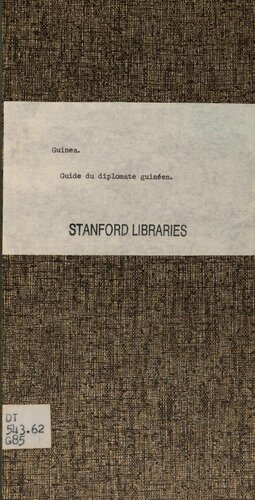 Guinea.
Guide du diplomate guinéen.
STANFORD LIBRARIES
DT
543.62
G85